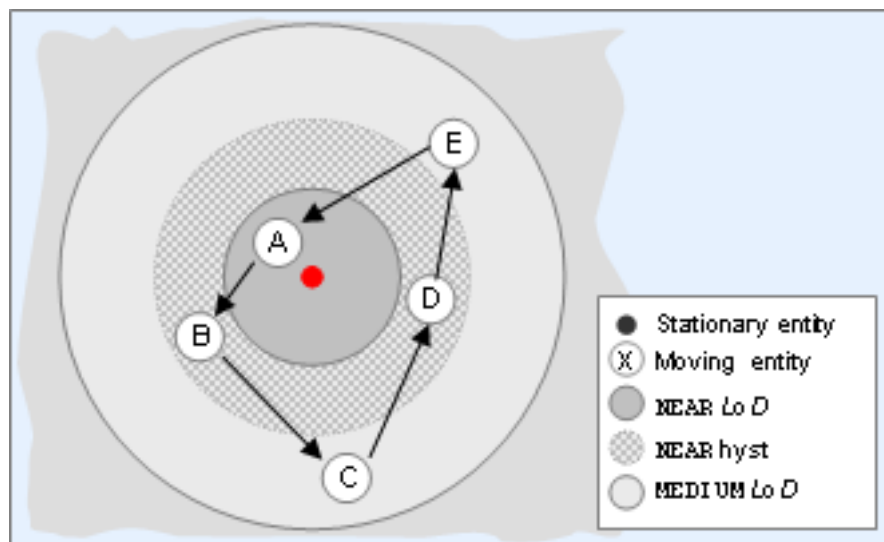 E
A
D
B
C
Stationary entity
X Moving entity
NEAR LoD
NEAR hyst
MEDIUM LoD